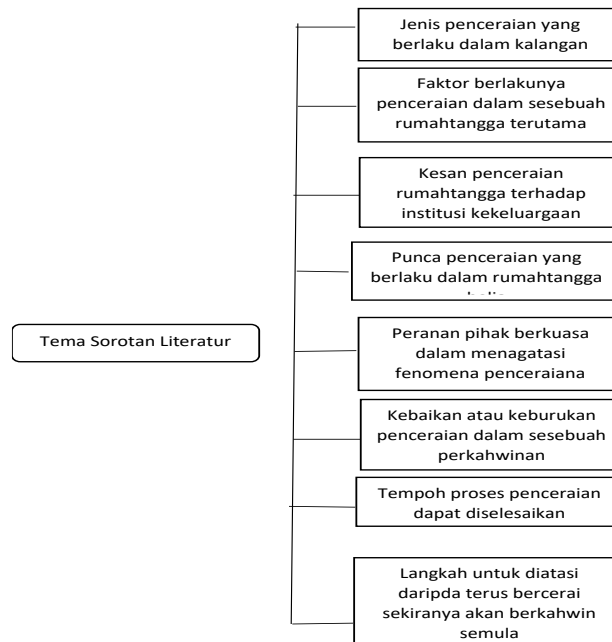 Jenis penceraian yang
berlaku dalam kalangan
Faktor berlakunya
penceraian dalam sesebuah
rumahtangga terutama
Kesan penceraian
rumahtangga terhadap
institusi kekeluargaan
Punca penceraian yang
berlaku dalam rumahtangga
Tema Sorotan Literatur
Peranan pihak berkuasa
dalam menagatasi
fenomena penceraiana
Kebaikan atau keburukan
penceraian dalam sesebuah
perkahwinan
Tempoh proses penceraian
dapat diselesaikan
Langkah untuk diatasi
daripda terus bercerai
sekiranya akan berkahwin
semula